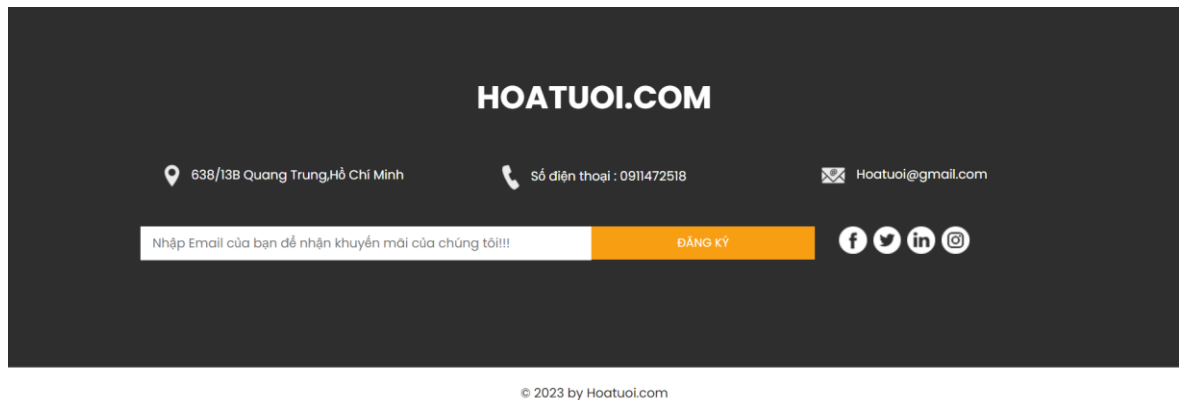 HOATUOI.COM
638/13B Quang Trung,Hồ Chí Minh
Số điện thoại : 0911472518
Hoatuoi@gmail.com
Nhập Email của bạn để nhận khuyến mãi của chúng tôi!!!
ĐĂNG KÝ
© 2023 by Hoatuoi.com